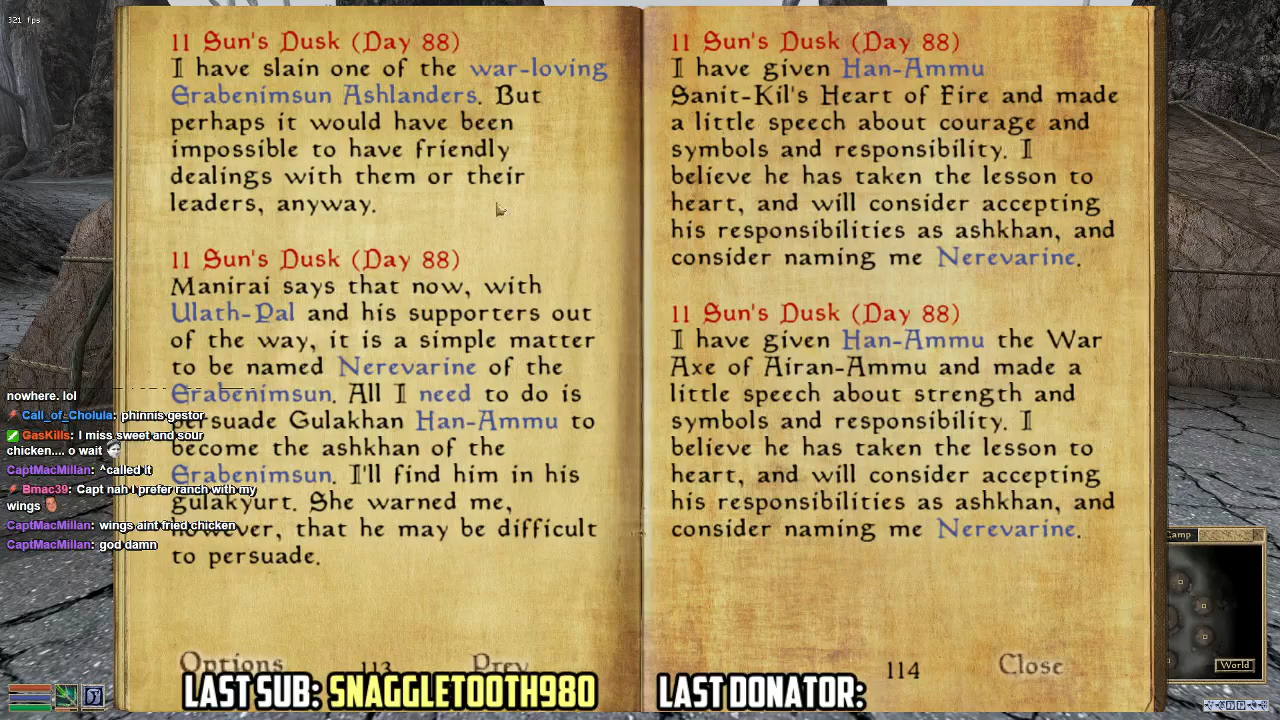 321 fps
11 Sun's Dusk (Day 88)
I have slain one of the war-loving
Erabenimsun Ashlanders. But
perhaps it would have been
impossible to have friendly
dealings with them or their
leaders, anyway.
11 Sun's Dusk (Day 88)
Manirai says that now, with
Ulath-Pal and his supporters out
of the way, it is a simple matter
to be named Nerevarine of the
Erabenimsun. All I need to do is
persuade Gulakhan Han-Ammu to
become the ashkhan of the
Erabenimsun. I'll find him in his
gulakyurt. She warned me,
however, that he may be difficult
to persuade.
Options
113
Prev
11 Sun's Dusk (Day 88)
I have given Han-Ammu
Sanit-Kil's Heart of Fire and made
a little speech about courage and
symbols and responsibility. I
believe he has taken the lesson to
heart, and will consider accepting
his responsibilities as ashkhan, and
consider naming me Nerevarine.
11 Sun's Dusk (Day 88)
I have given Han-Ammu the War
Axe of Airan-Ammu and made a
little speech about strength and
symbols and responsibility. I
believe he has taken the lesson to
heart, and will consider accepting
his responsibilities as ashkhan, and
consider naming me Nerevarine.
114
Close
nowhere. lol
Call_of_Cholula: phinnis gestor
GasKills: I miss sweet and sour
chicken.... o wait
CaptMacMillan: ^called it
Bmac39: Capt nah I prefer ranch with my
wings
CaptMacMillan: wings aint fried chicken
CaptMacMillan: god damn
Camp
World
LAST SUB: SNAGGLETOOTH980
LAST DONATOR: